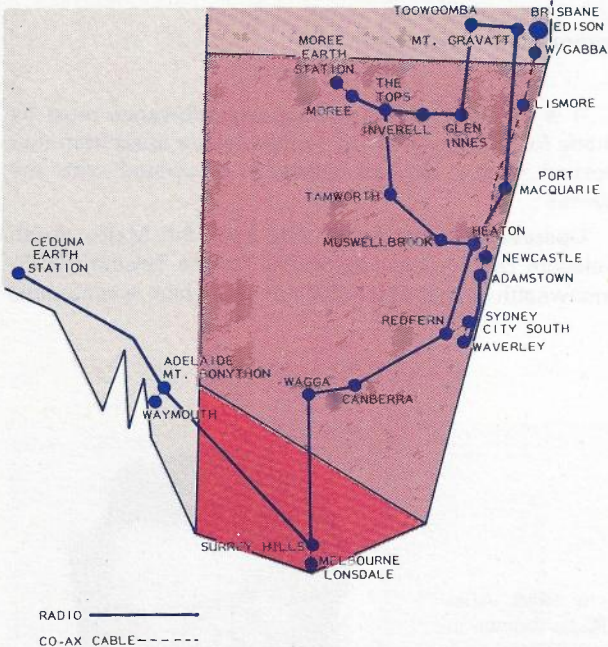 TOOWOOMBA
BRISBANE
EDISON
MT. GRAVATT
W/GABBA
MOREE
EARTH
STATION
THE
TOPS
MOREE
INVERELL
GLEN
INNES
LISMORE
PORT
MACQUARIE
TAMWORTH
MUSWELLBROOK
HEATON
NEWCASTLE
ADAMSTOWN
CEDUNA
EARTH
STATION
REDFERN
SYDNEY
CITY SOUTH
WAVERLEY
ADELAIDE
MT. BONYTHON
WAYMOUTH
WAGGA
CANBERRA
SURREY HILLS
MELBOURNE
LONSDALE
RADIO
CO-AX CABLE